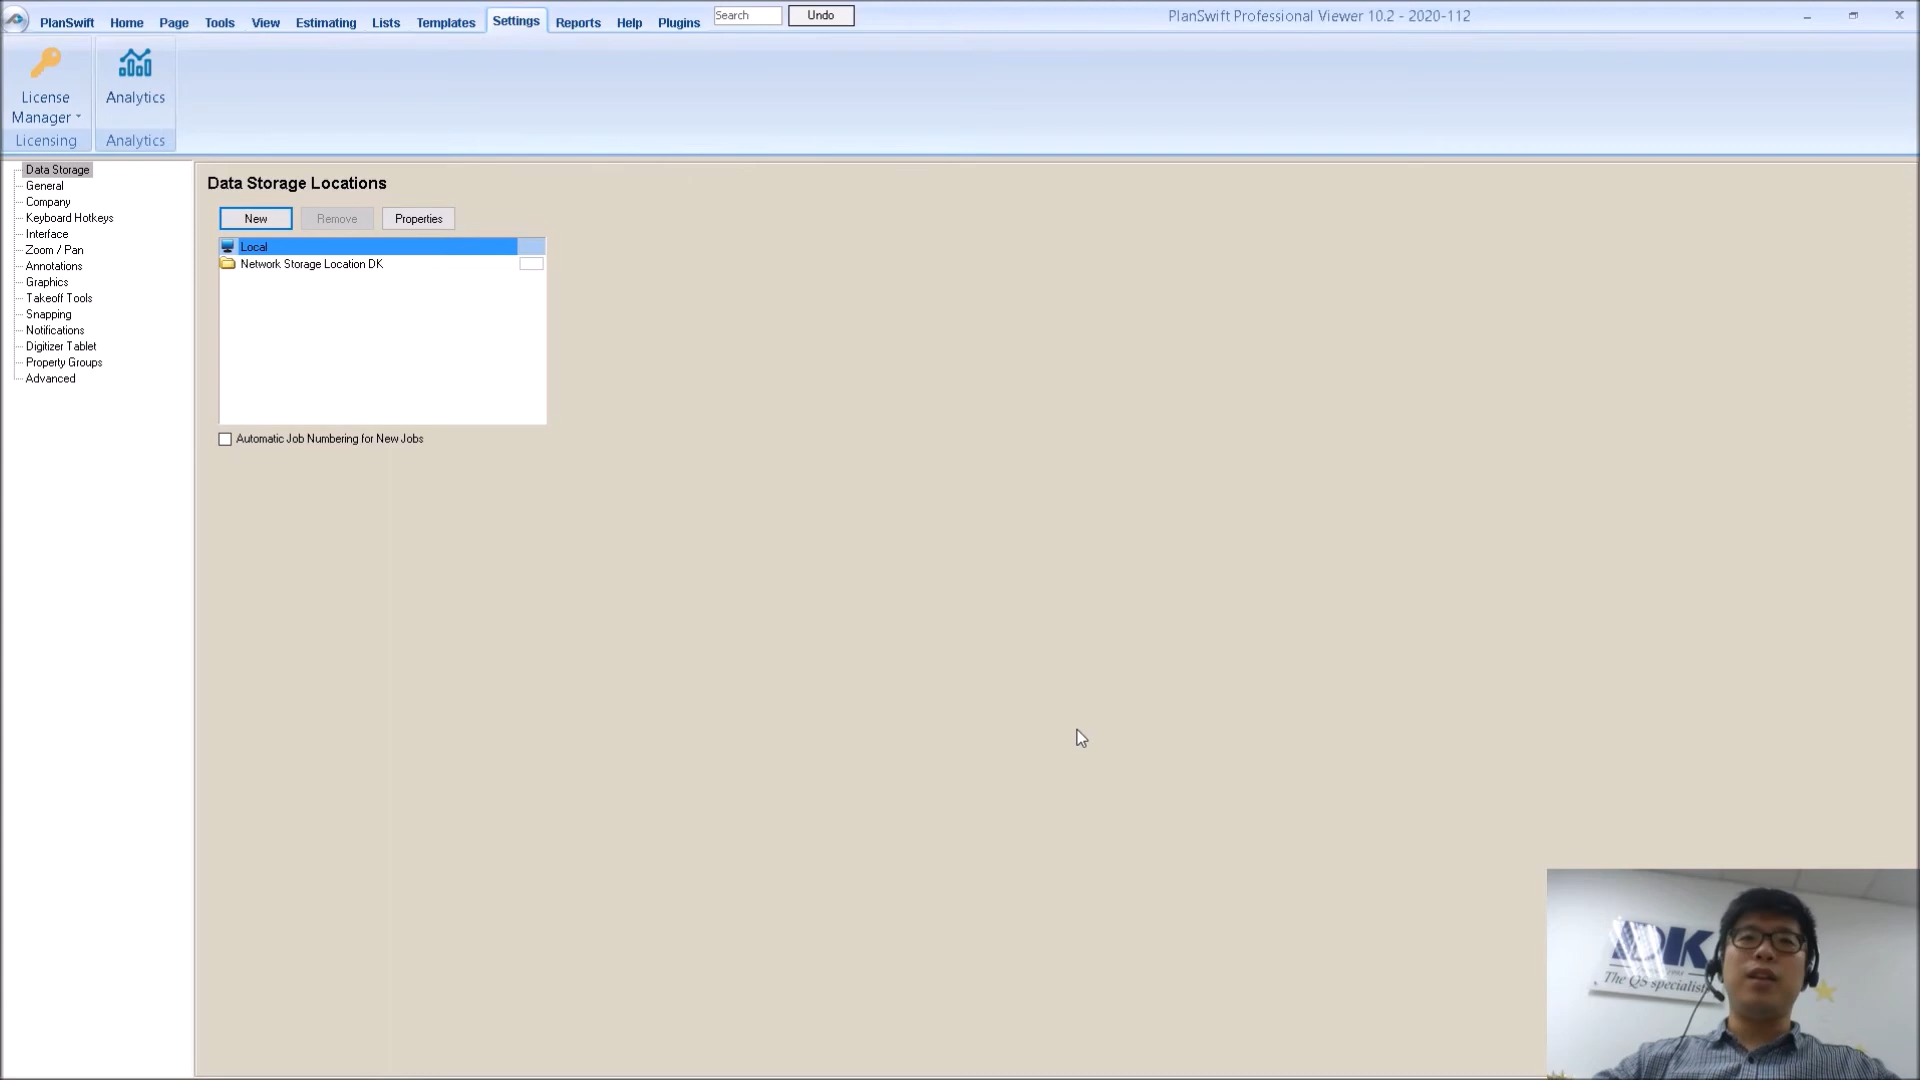 PlanSwift Home Page Tools View Estimating Lists Templates Settings Reports Help Plugins Search Undo PlanSwift Professional Viewer 10.2 - 2020-112
License Manager
Analytics
Licensing
Analytics
Data Storage
General
Company
Keyboard Hotkeys
Interface
Zoom / Pan
Annotations
Graphics
Takeoff Tools
Snapping
Notifications
Digitizer Tablet
Property Groups
Advanced
Data Storage Locations
New Remove Properties
Local
Network Storage Location DK
Automatic Job Numbering for New Jobs
DK
The QS specialist